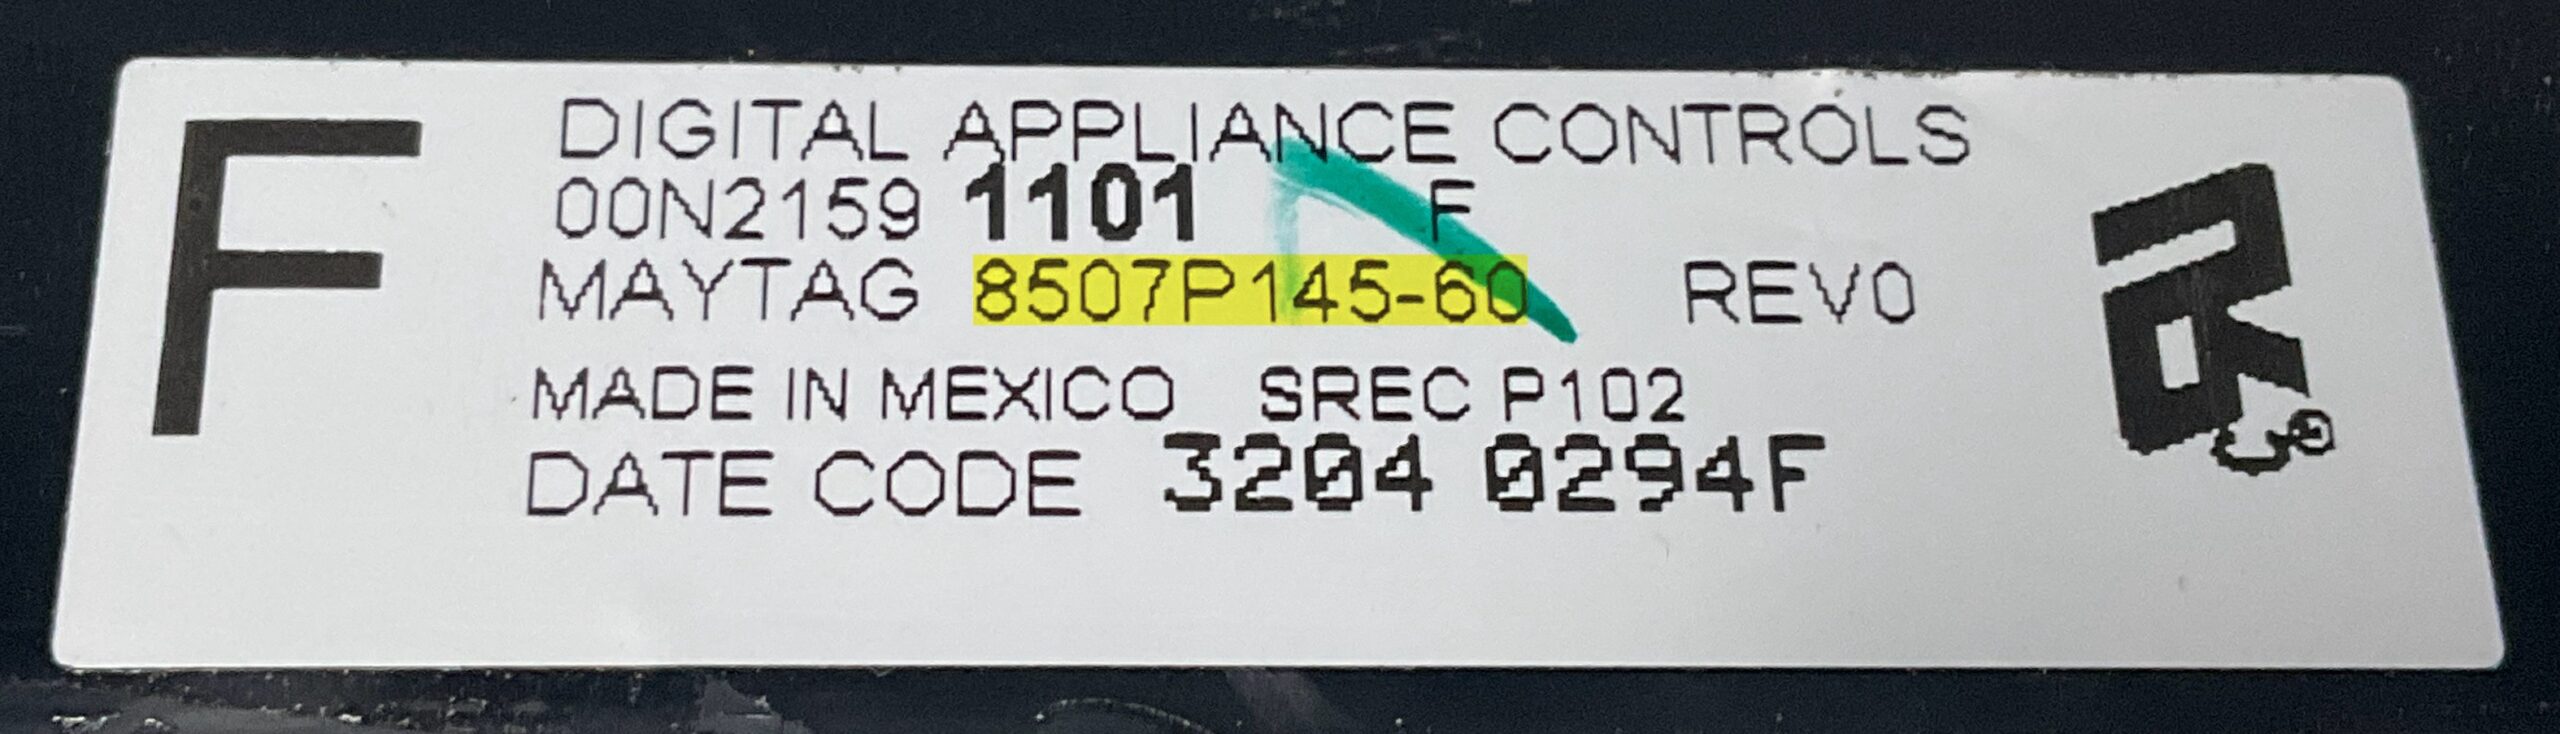 F
DIGITAL APPLIANCE CONTROLS
00N2159 1101 F
MAYTAG 8507P145-60 REV0
MADE IN MEXICO SREC P102
DATE CODE 3204 0294F